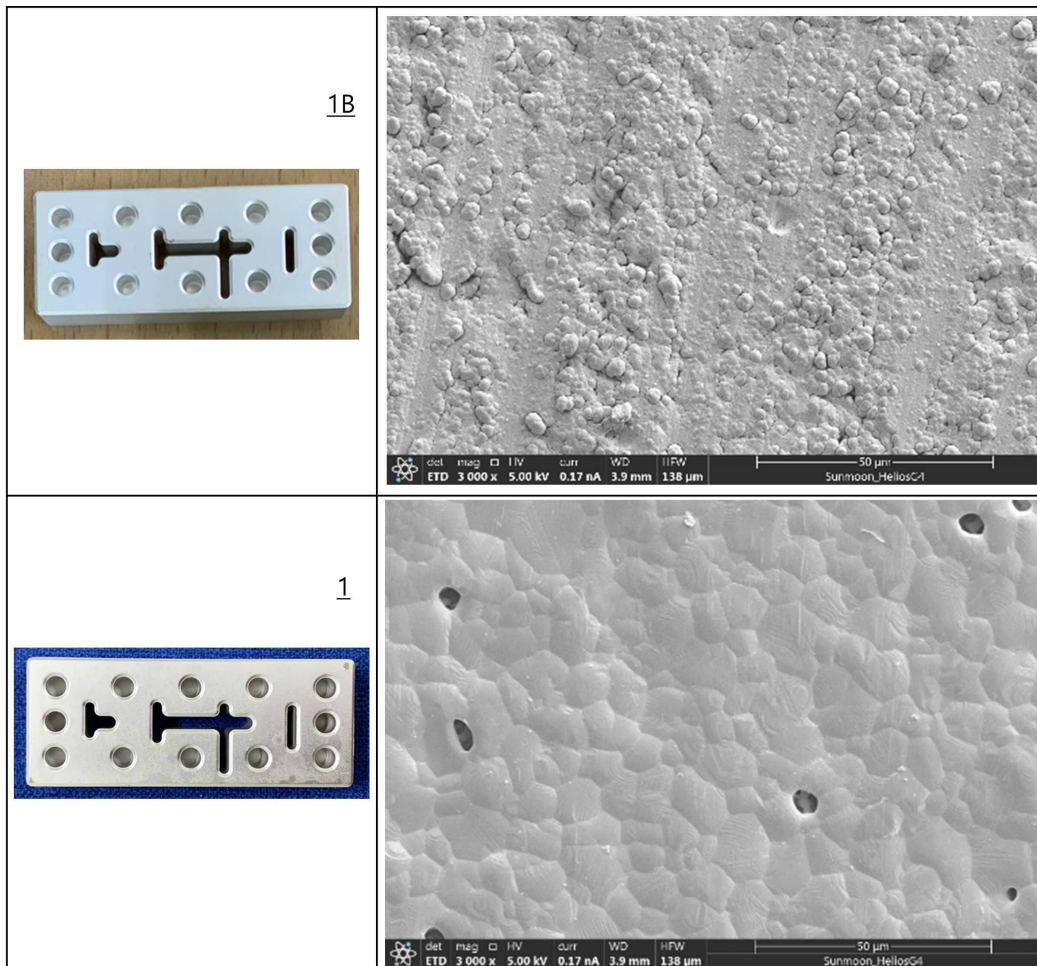 1B
det mag □ HV curr WD HFW 50 μm
ETD 3 000 x 5.00 kV 0.17 nA 3.9 mm 138 μm Sunmoon_HeliosG4
1
det mag □ HV curr WD HFW 50 μm
ETD 3 000 x 5.00 kV 0.17 nA 3.9 mm 138 μm Sunmoon_HeliosG4